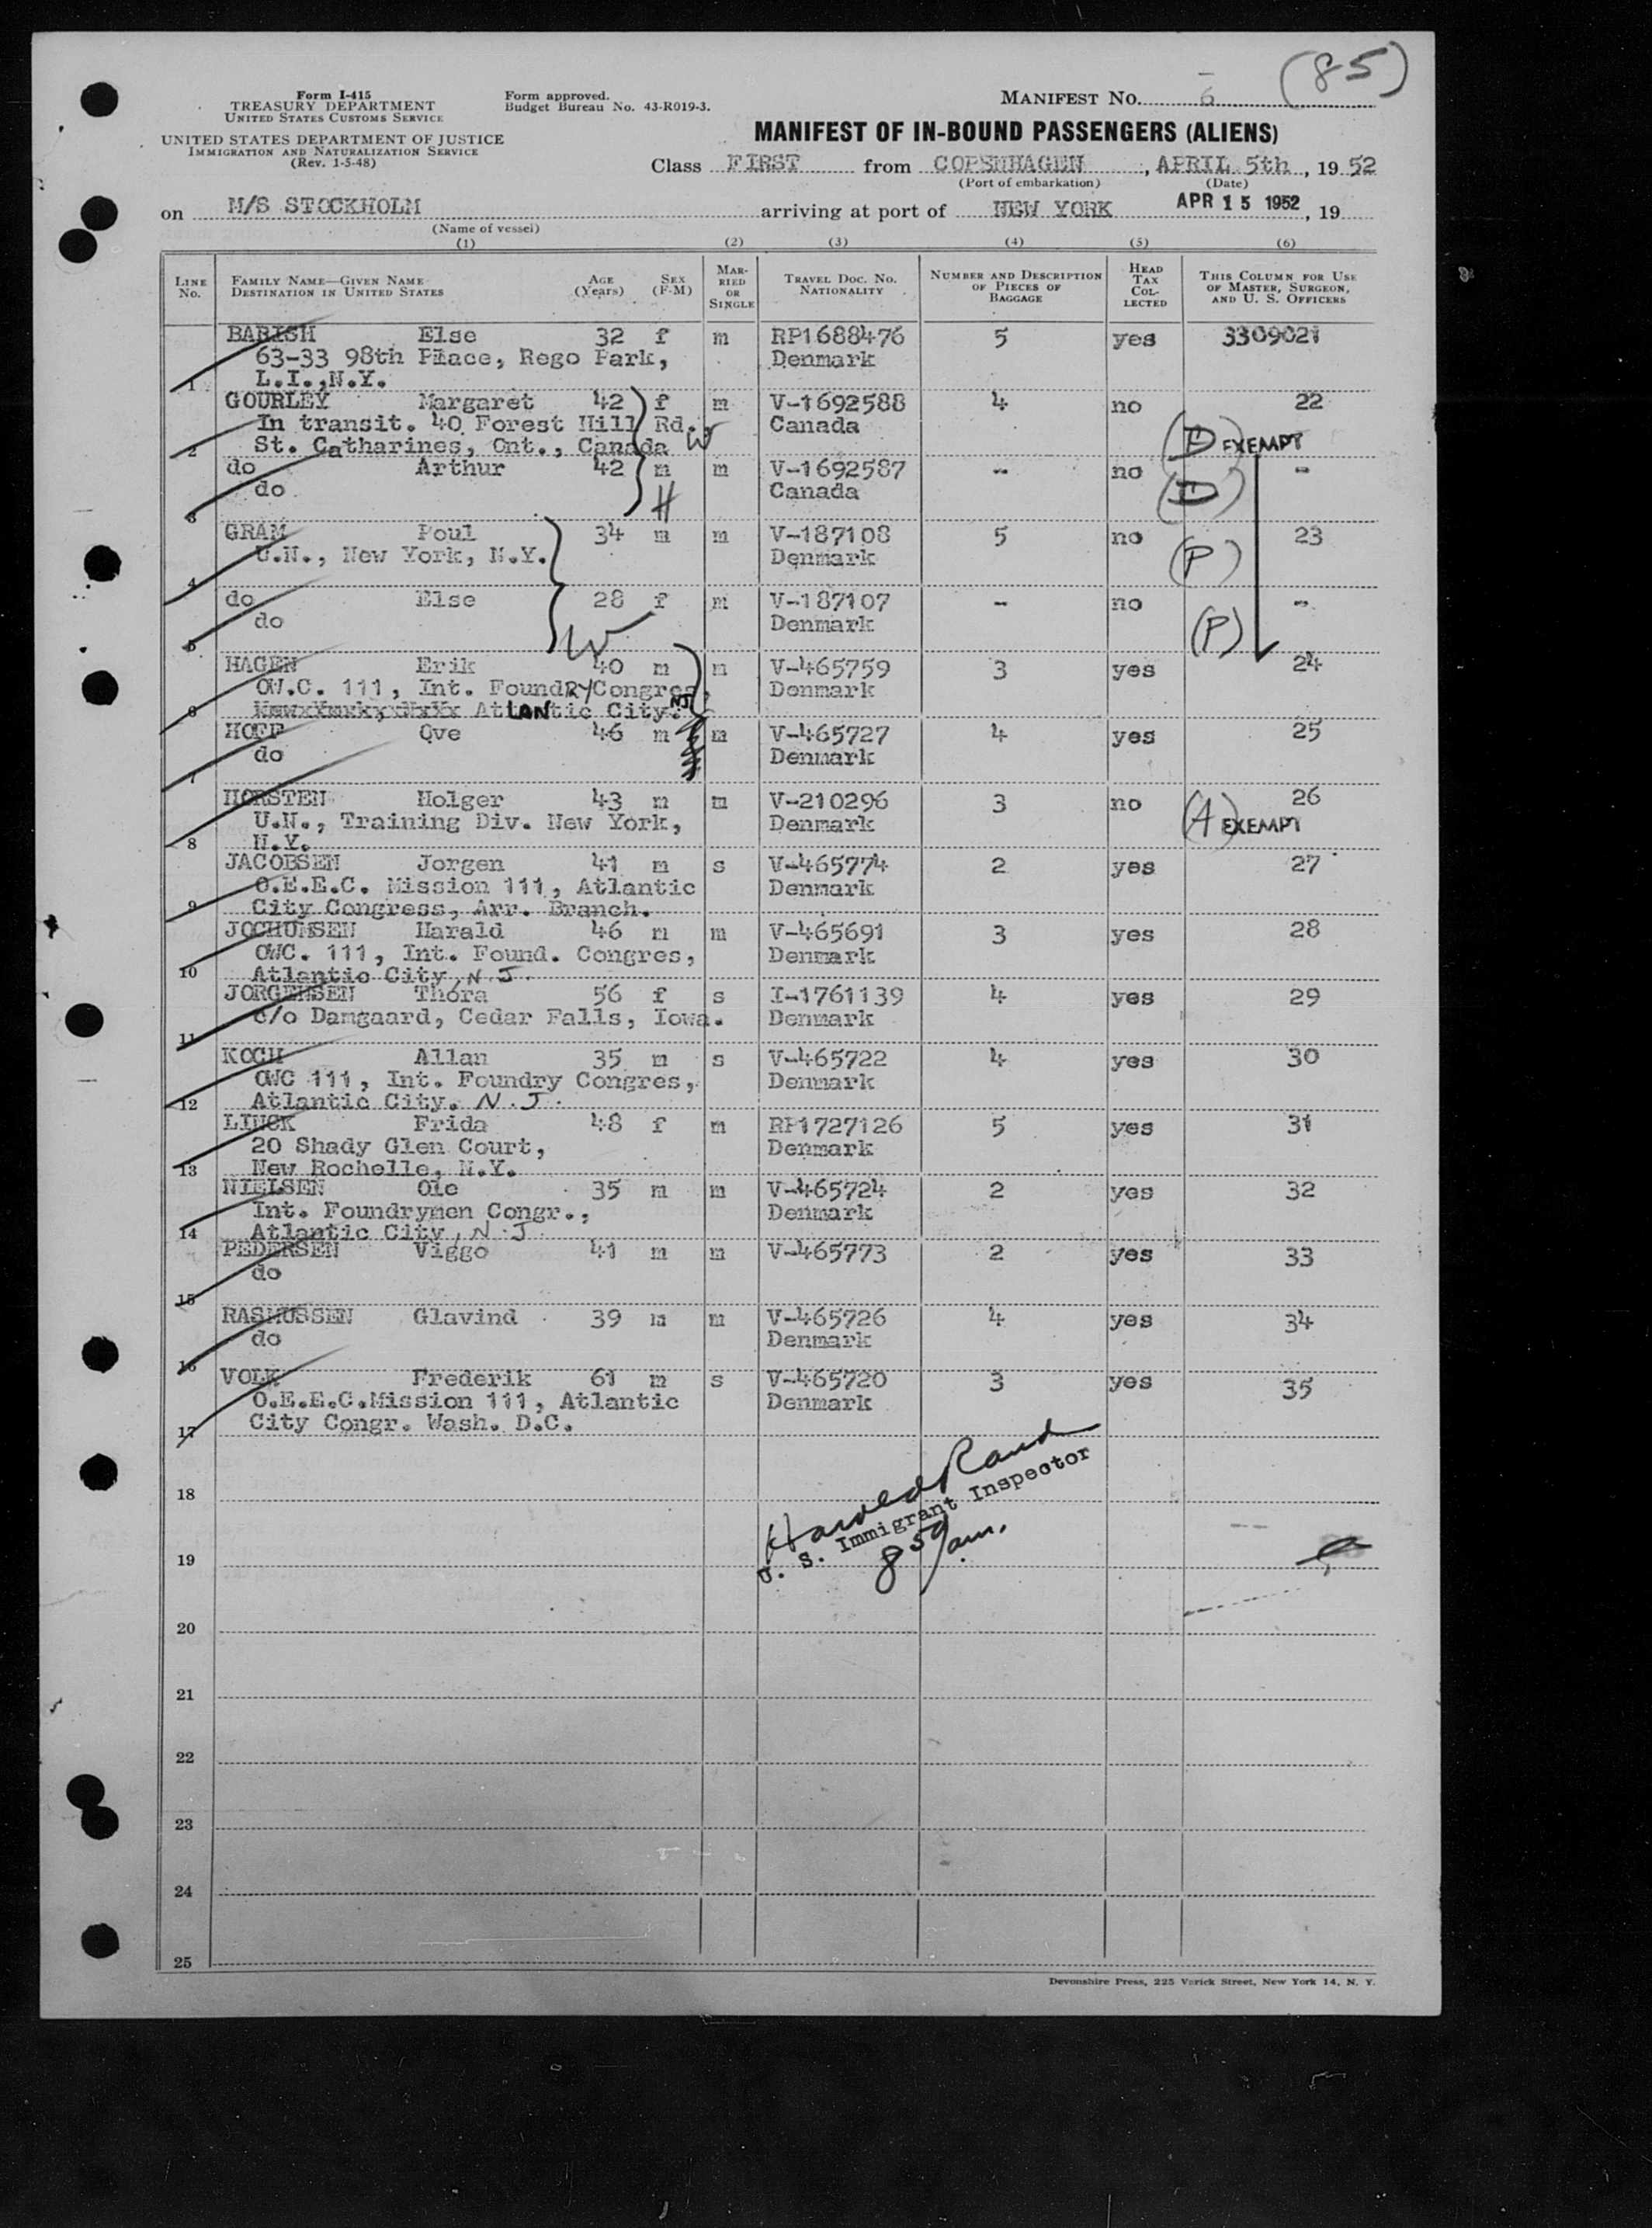 (85)
Form I-415
TREASURY DEPARTMENT
UNITED STATES CUSTOMS SERVICE
UNITED STATES DEPARTMENT OF JUSTICE
IMMIGRATION AND NATURALIZATION SERVICE
(Rev. 1-5-48)
Form approved.
Budget Bureau No. 43-R019-3.
MANIFEST NO. 6
MANIFEST OF IN-BOUND PASSENGERS (ALIENS)
Class FIRST from COPENHAGEN, APRIL 5th, 19 52
(Port of embarkation) (Date)
on M/S STOCKHOLM arriving at port of NEW YORK APR 15 1952, 19
(Name of vessel)
(1) (2) (3) (4) (5) (6)
LINE No. FAMILY NAME—GIVEN NAME DESTINATION IN UNITED STATES AGE (Years) SEX (F-M) MARRIED OR SINGLE TRAVEL DOC. NO. NATIONALITY NUMBER AND DESCRIPTION OF PIECES OF BAGGAGE HEAD TAX COLLECTED THIS COLUMN FOR USE OF MASTER, SURGEON, AND U. S. OFFICERS
BARISH Else 32 f m RP1688476 5 yes 3309021
63-33 98th Place, Rego Park, Denmark
1 L.I.,N.Y.
GOURLEY Margaret 42 f m V-1692588 4 no 22
In transit. 40 Forest Hill Rd. W Canada
2 St. Catharines, Ont., Canada (D) EXEMPT
do Arthur 42 m m V-1692587 -- no -
do H Canada (D)
3
GRAM Poul 34 m m V-187108 5 no 23
U.N., New York, N.Y. Denmark (P)
4
do Else 28 f m V-187107 - no -
do W Denmark (P)
5
HAGEN Erik 40 m m V-465759 3 yes 24
OW.C. 111, Int. FoundRY Congres, Denmark
6 AtLANtic City. NJ
HOFF Ove 46 m m V-465727 4 yes 25
do Denmark
7
HORSTEN Holger 43 m m V-210296 3 no 26
U.N., Training Div. New York, Denmark (A) EXEMPT
8 N.Y.
JACOBSEN Jorgen 41 m s V-465774 2 yes 27
O.E.E.C. Mission 111, Atlantic Denmark
9 City Congress, Arr. Branch.
JOCHUMSEN Harald 46 m m V-465691 3 yes 28
OWC. 111, Int. Found. Congres, Denmark
10 Atlantic City, N.J.
JORGENSEN Thora 56 f s I-1761139 4 yes 29
c/o Damgaard, Cedar Falls, Iowa. Denmark
11
KOCH Allan 35 m s V-465722 4 yes 30
OWC 111, Int. Foundry Congres, Denmark
12 Atlantic City. N.J.
LINCK Frida 48 f m RP1727126 5 yes 31
20 Shady Glen Court, Denmark
13 New Rochelle, N.Y.
NIELSEN Ole 35 m m V-465724 2 yes 32
Int. Foundrymen Congr., Denmark
14 Atlantic City, N.J.
PEDERSEN Viggo 41 m m V-465773 2 yes 33
do
15
RASMUSSEN Glavind 39 m m V-465726 4 yes 34
do Denmark
16
VOLK Frederik 61 m s V-465720 3 yes 35
O.E.E.C.Mission 111, Atlantic Denmark
17 City Congr. Wash. D.C.
Harold Rand
U. S. Immigrant Inspector
8 59 am.
18
19
20
21
22
23
24
25
Devonshire Press, 225 Varick Street, New York 14, N. Y.